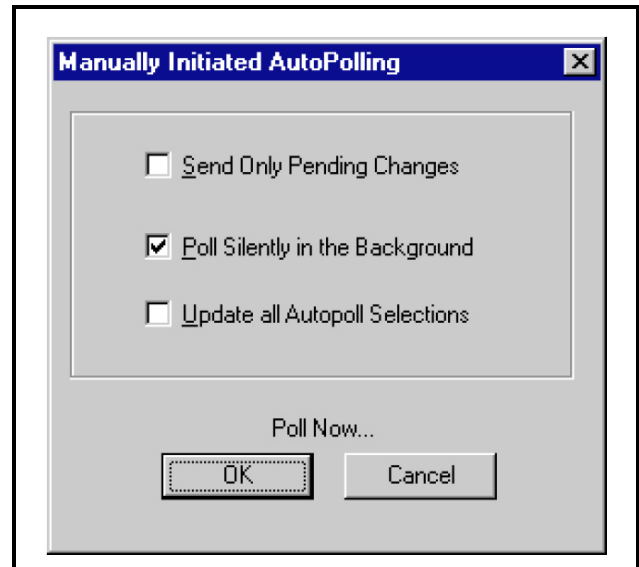 Manually Initiated AutoPolling
Send Only Pending Changes
Poll Silently in the Background
Update all Autopoll Selections
Poll Now...
OK Cancel